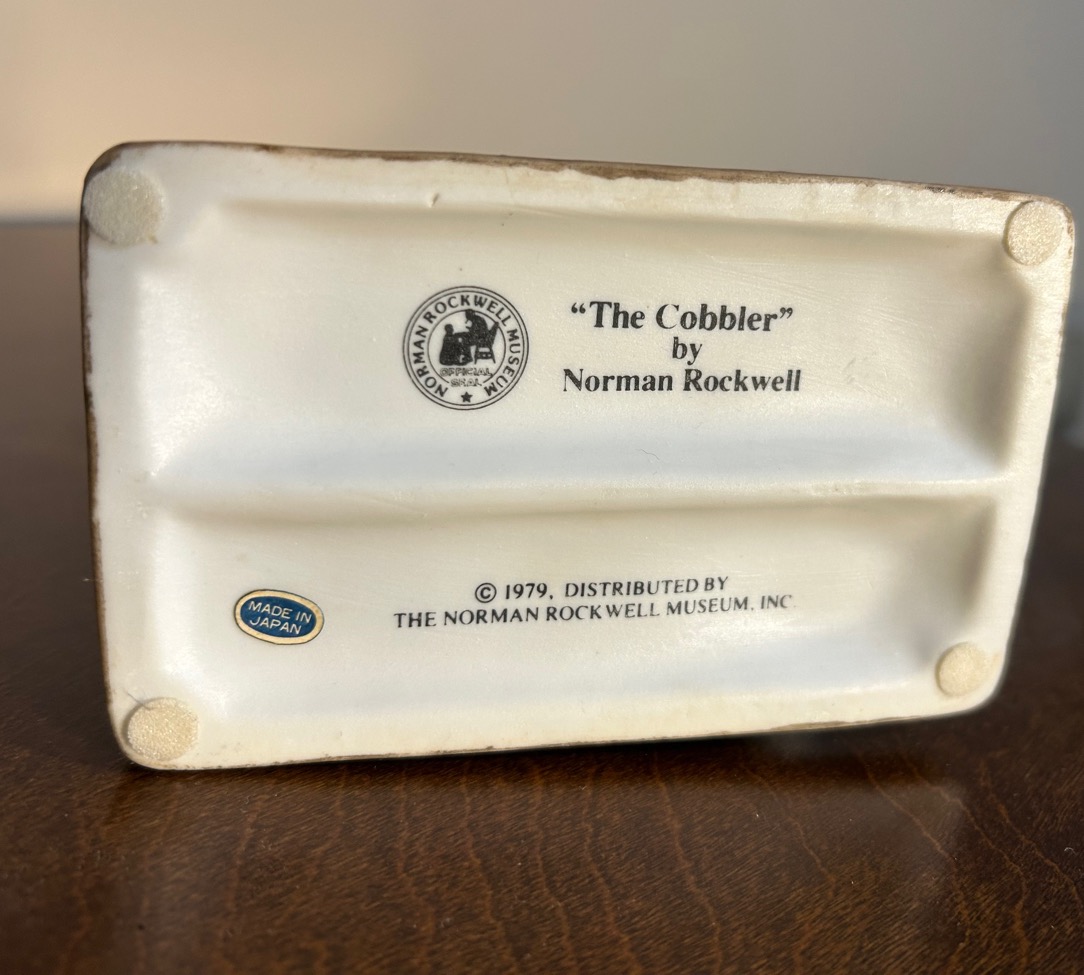 NORMAN ROCKWELL MUSEUM
OFFICIAL
SEAL
“The Cobbler”
by
Norman Rockwell
© 1979, DISTRIBUTED BY
THE NORMAN ROCKWELL MUSEUM, INC.
MADE IN
JAPAN